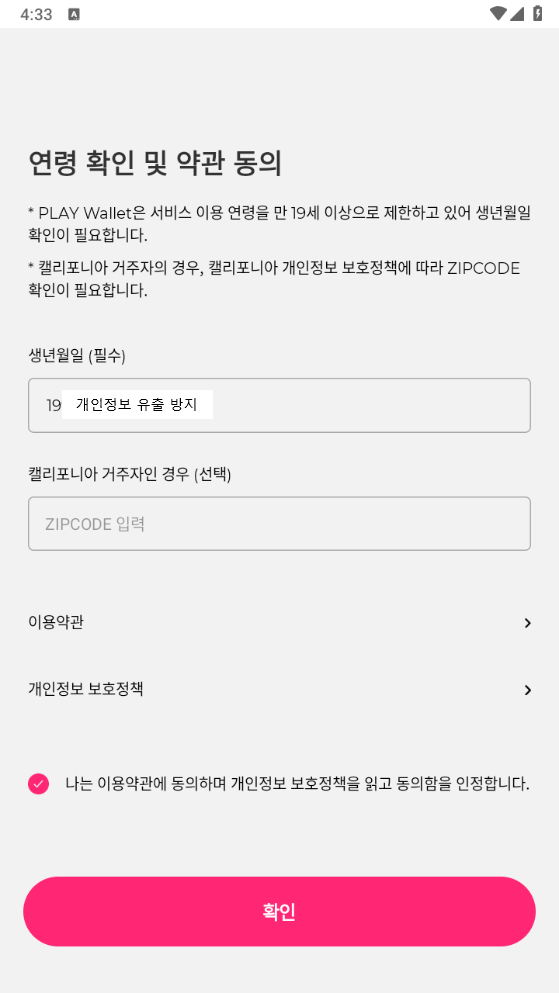 4:33
A
연령 확인 및 약관 동의
* PLAY Wallet은 서비스 이용 연령을 만 19세 이상으로 제한하고 있어 생년월일
확인이 필요합니다.
* 캘리포니아 거주자의 경우, 캘리포니아 개인정보 보호정책에 따라 ZIPCODE
확인이 필요합니다.
생년월일 (필수)
19 개인정보 유출 방지
캘리포니아 거주자인 경우 (선택)
ZIPCODE 입력
이용약관
개인정보 보호정책
나는 이용약관에 동의하며 개인정보 보호정책을 읽고 동의함을 인정합니다.
확인